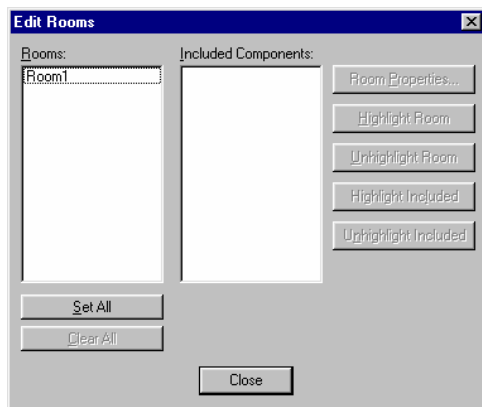 Edit Rooms
Rooms:
Included Components:
Room1
Room Properties...
Highlight Room
Unhighlight Room
Highlight Included
Unhighlight Included
Set All
Clear All
Close